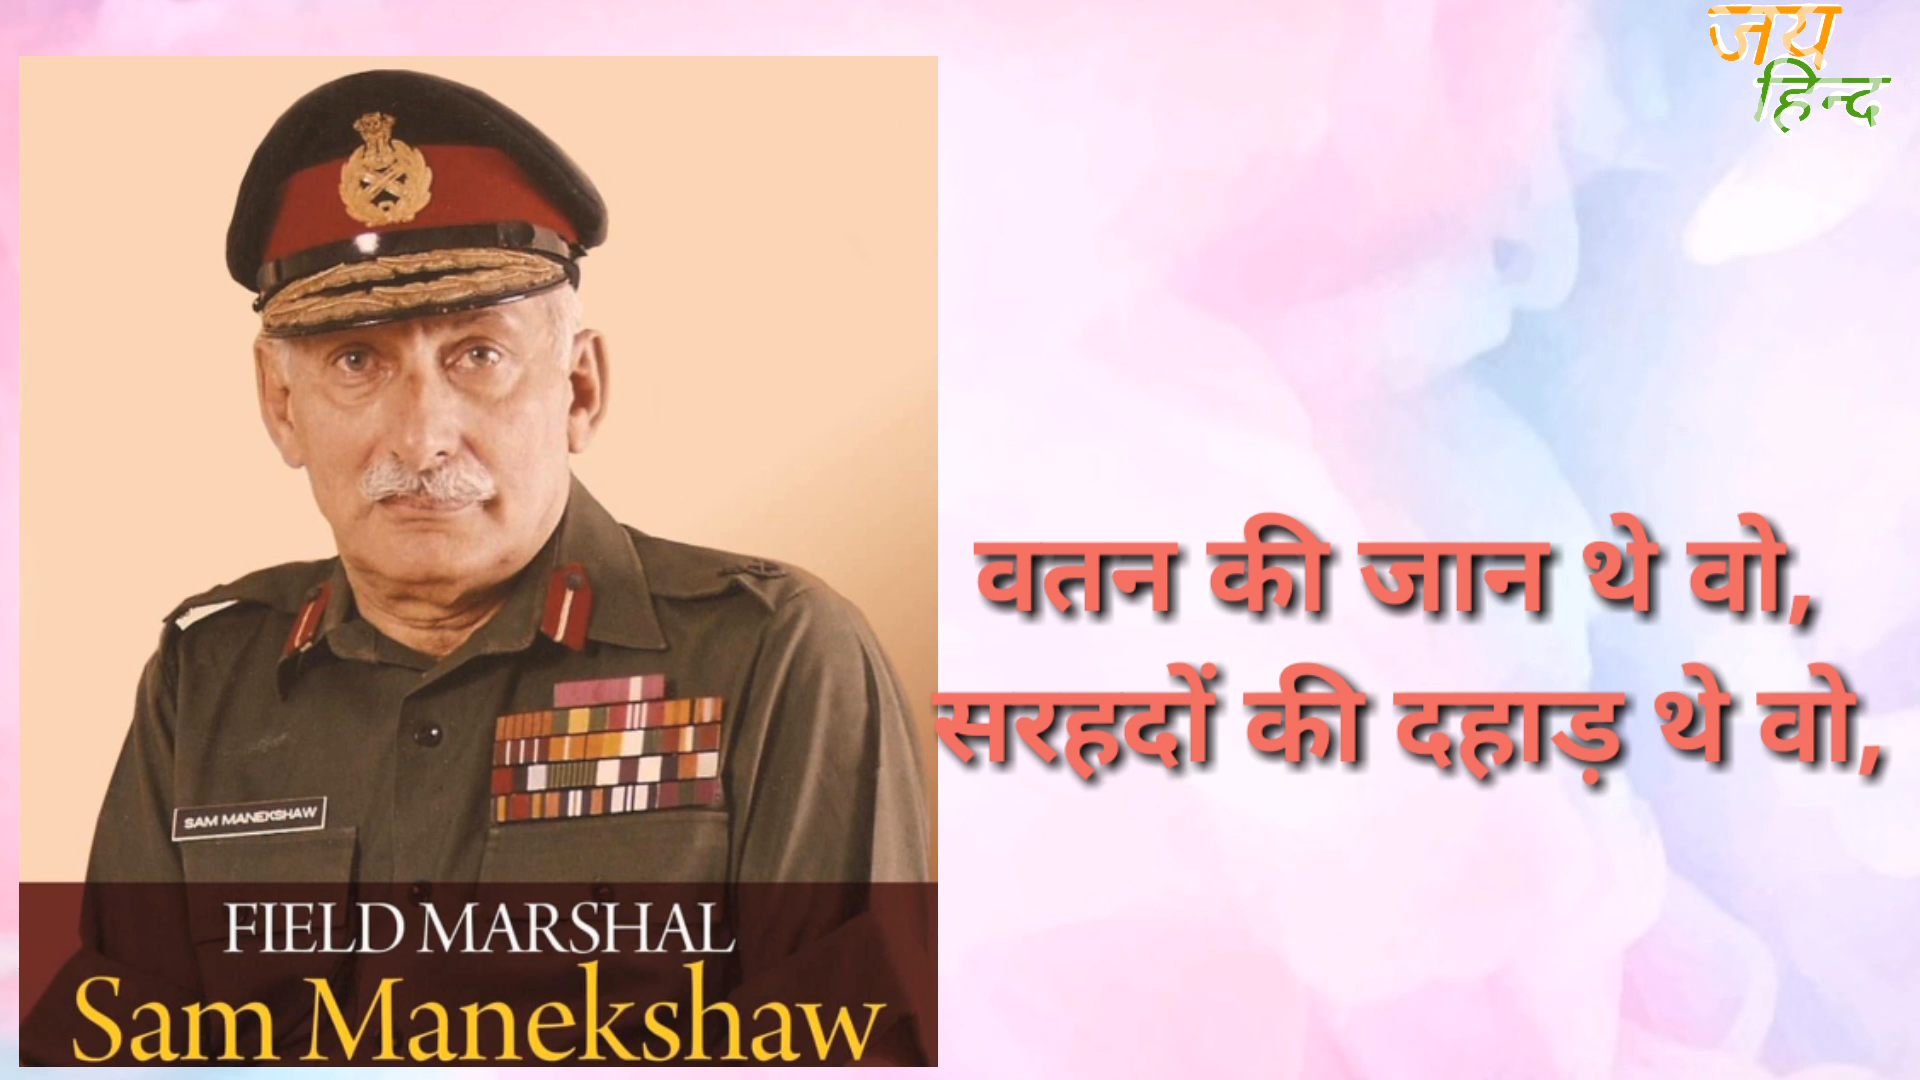 जय
हिन्द
SAM MANEKSHAW
FIELD MARSHAL
Sam Manekshaw
वतन की जान थे वो,
सरहदों की दहाड़ थे वो,